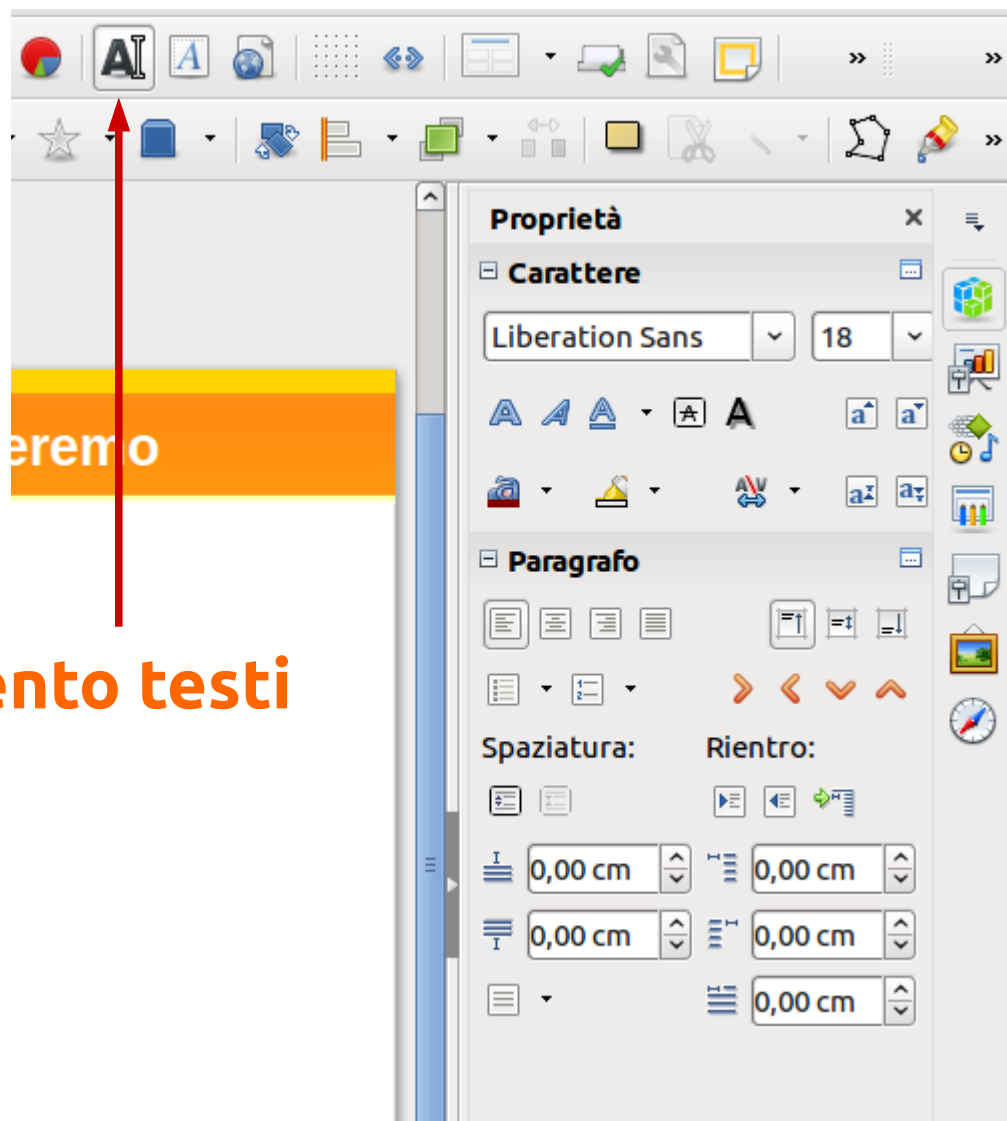 Proprietà
Carattere
Liberation Sans 18
eremo
Paragrafo
ento testi
Spaziatura: Rientro:
0,00 cm 0,00 cm
0,00 cm 0,00 cm
0,00 cm